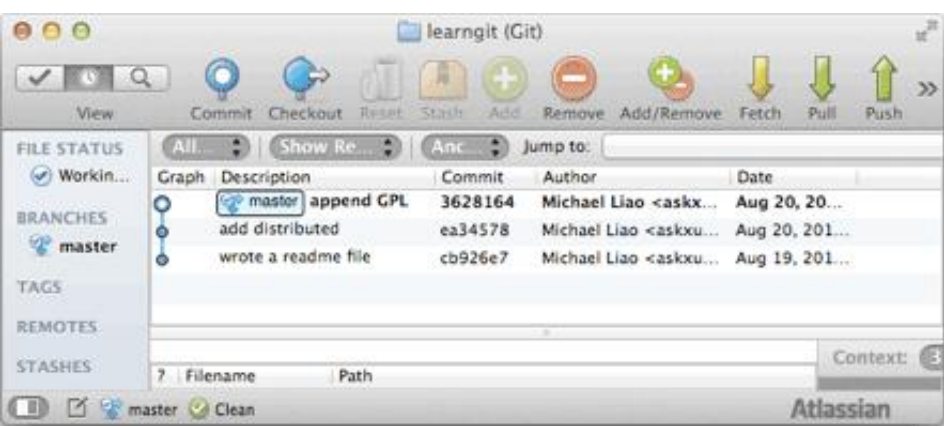 learngit (Git)
View Commit Checkout Reset Stash Add Remove Add/Remove Fetch Pull Push »
FILE STATUS All... Show Re... Anc... Jump to:
Workin... Graph Description Commit Author Date
master append GPL 3628164 Michael Liao <askx... Aug 20, 20...
BRANCHES
master add distributed ea34578 Michael Liao <askxu... Aug 20, 201...
wrote a readme file cb926e7 Michael Liao <askxu... Aug 19, 201...
TAGS
REMOTES
STASHES Context: 3
? Filename Path
master Clean Atlassian